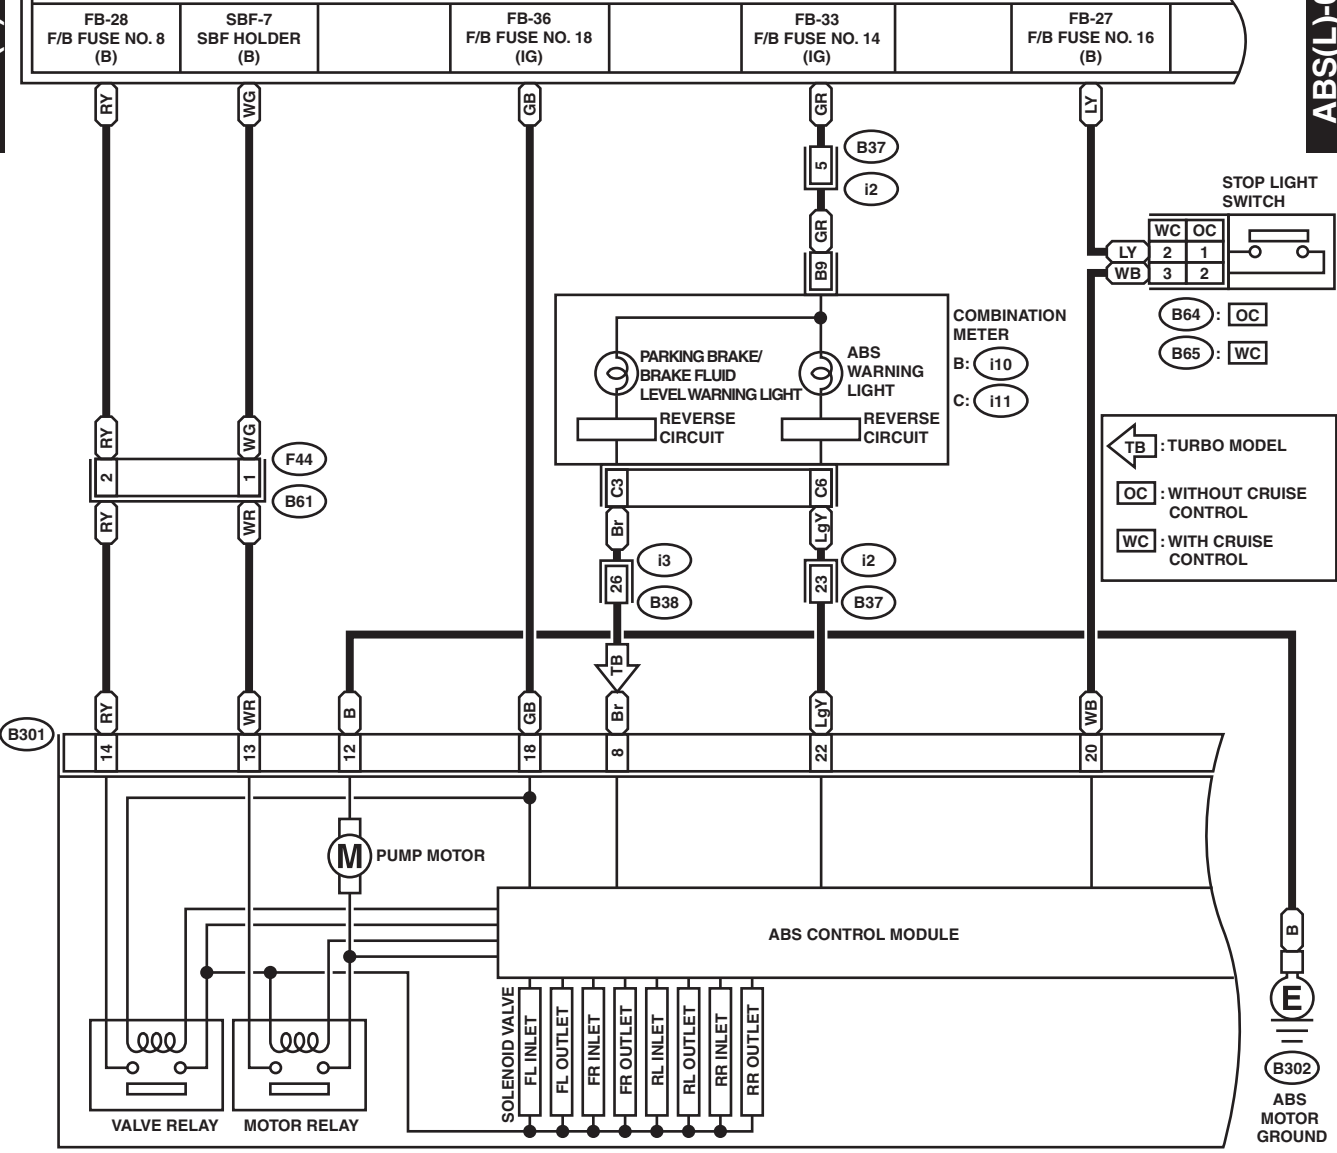 FB-28
F/B FUSE NO. 8
(B)
SBF-7
SBF HOLDER
(B)
FB-36
F/B FUSE NO. 18
(IG)
FB-33
F/B FUSE NO. 14
(IG)
FB-27
F/B FUSE NO. 16
(B)
RY
WG
GB
GR
LY
5
B37
i2
GR
B9
STOP LIGHT
SWITCH
WC OC
LY 2 1
WB 3 2
B64 : OC
B65 : WC
COMBINATION
METER
B: i10
C: i11
PARKING BRAKE/
BRAKE FLUID
LEVEL WARNING LIGHT
ABS
WARNING
LIGHT
REVERSE
CIRCUIT
REVERSE
CIRCUIT
TB : TURBO MODEL
OC : WITHOUT CRUISE
CONTROL
WC : WITH CRUISE
CONTROL
RY
WG
2
1
F44
B61
RY
WR
C3
C6
Br
LgY
26
i3
B38
23
i2
B37
TB
B301
RY
WR
B
GB
Br
LgY
WB
14
13
12
18
8
22
20
M PUMP MOTOR
ABS CONTROL MODULE
SOLENOID VALVE
FL INLET
FL OUTLET
FR INLET
FR OUTLET
RL INLET
RL OUTLET
RR INLET
RR OUTLET
VALVE RELAY
MOTOR RELAY
B
E
B302
ABS
MOTOR
GROUND